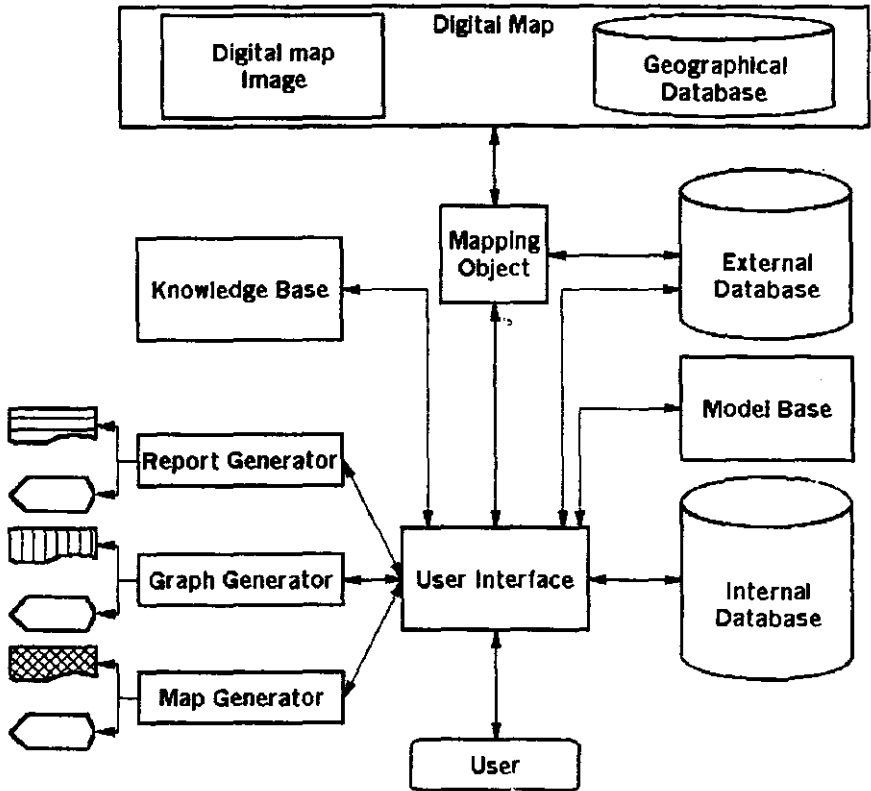 Digital Map
Digital map
Image
Geographical
Database
Mapping
Object
External
Database
Knowledge Base
Model Base
Report Generator
Graph Generator
User Interface
Internal
Database
Map Generator
User